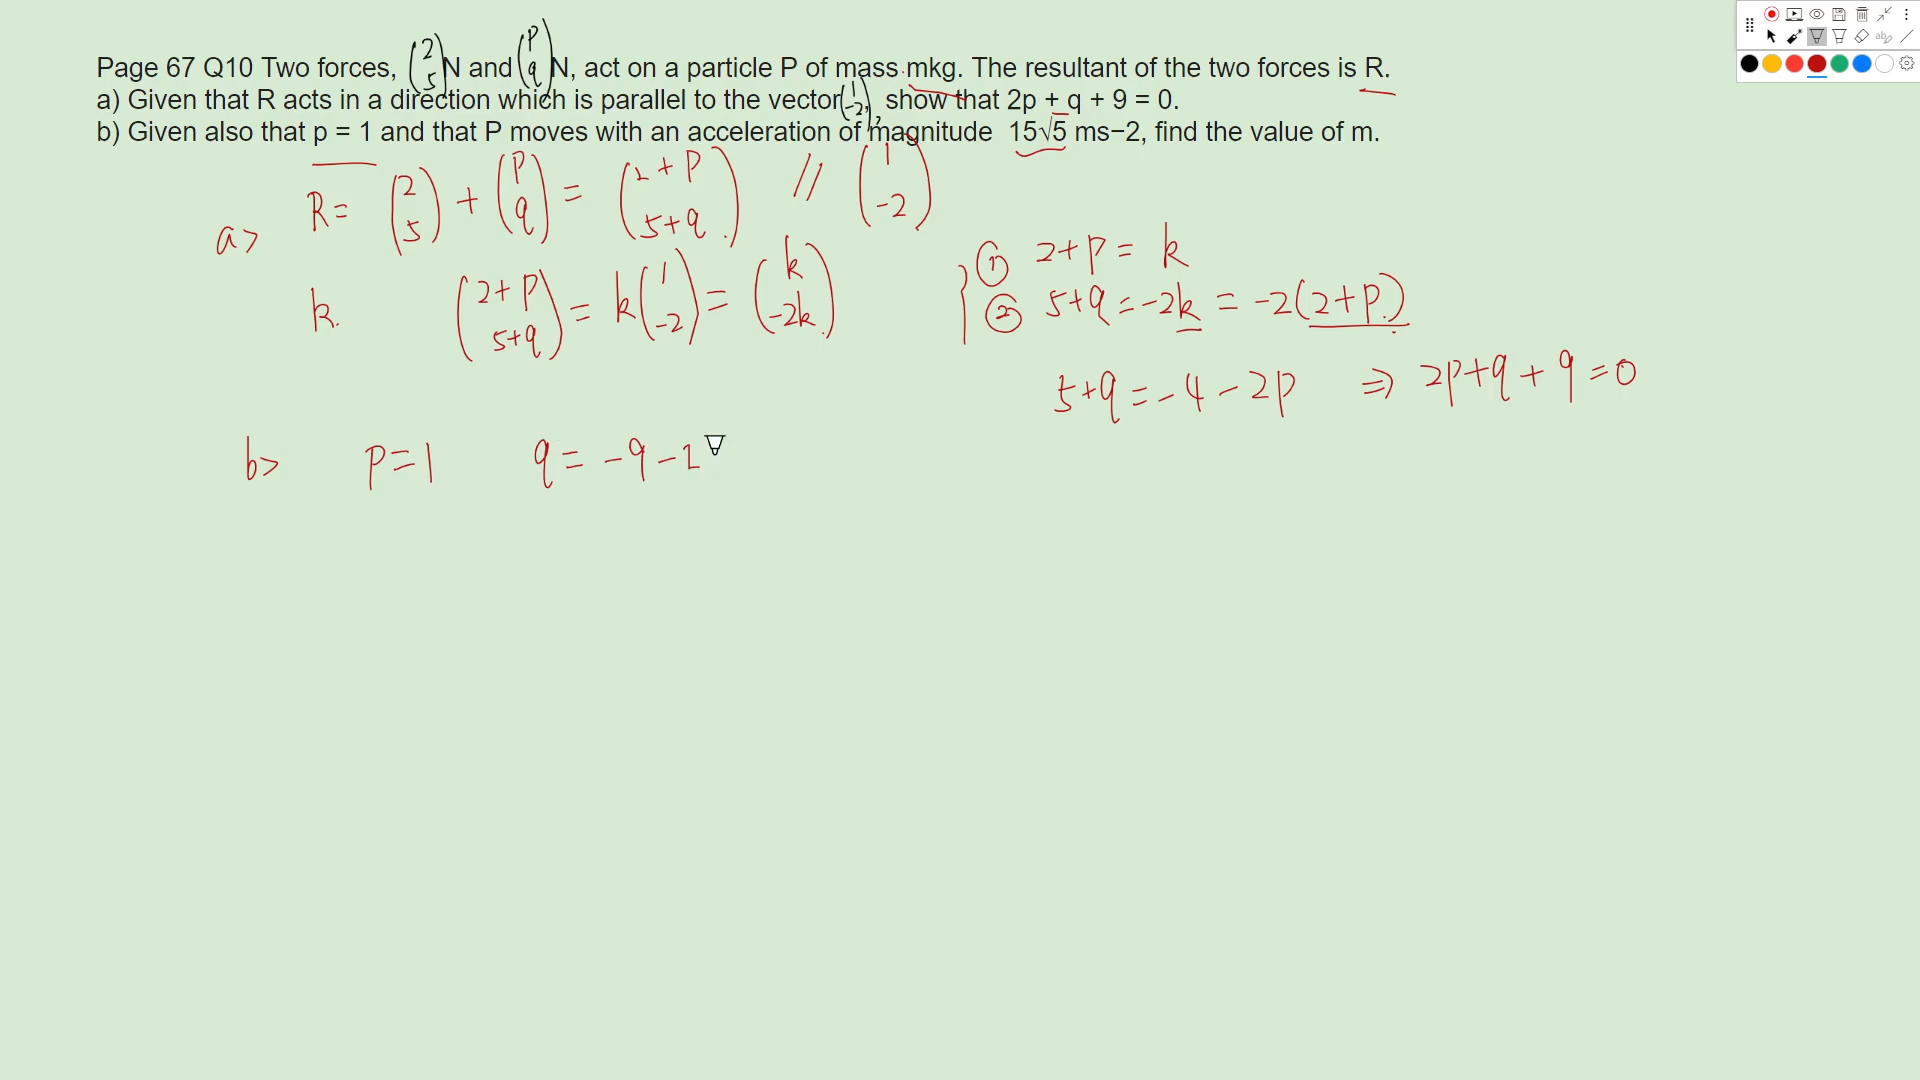 Page 67 Q10 Two forces, (2 5)N and (p q)N, act on a particle P of mass mkg. The resultant of the two forces is R.
a) Given that R acts in a direction which is parallel to the vector (1 -2), show that 2p + q + 9 = 0.
b) Given also that p = 1 and that P moves with an acceleration of magnitude 15√5 ms−2, find the value of m.
a> R = (2 5) + (p q) = (2+p 5+q) // (1 -2)
k. (2+p 5+q) = k(1 -2) = (k -2k)
① 2+p = k
② 5+q = -2k = -2(2+p)
5+q = -4-2p ⇒ 2p+q+9=0
b> p=1 q = -9-2
ab